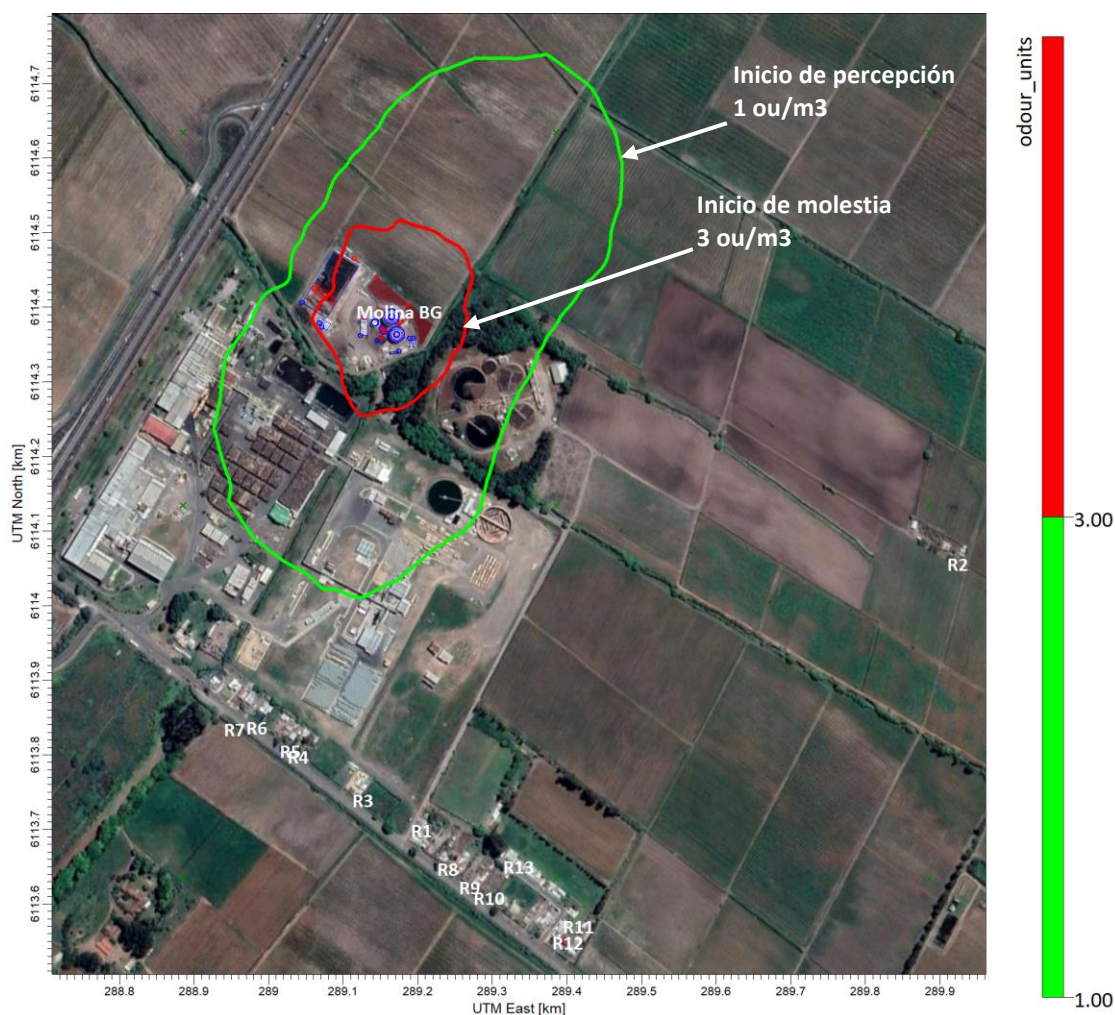 Inicio de percepción
1 ou/m3
Inicio de molestia
3 ou/m3
Molina BG
R2
R7
R6
R5
R4
R3
R1
R8
R9
R10
R13
R11
R12
UTM North [km]
6114.7
6114.6
6114.5
6114.4
6114.3
6114.2
6114.1
6114
6113.9
6113.8
6113.7
6113.6
288.8
288.9
289
289.1
289.2
289.3
289.4
289.5
289.6
289.7
289.8
289.9
UTM East [km]
odour_units
3.00
1.00